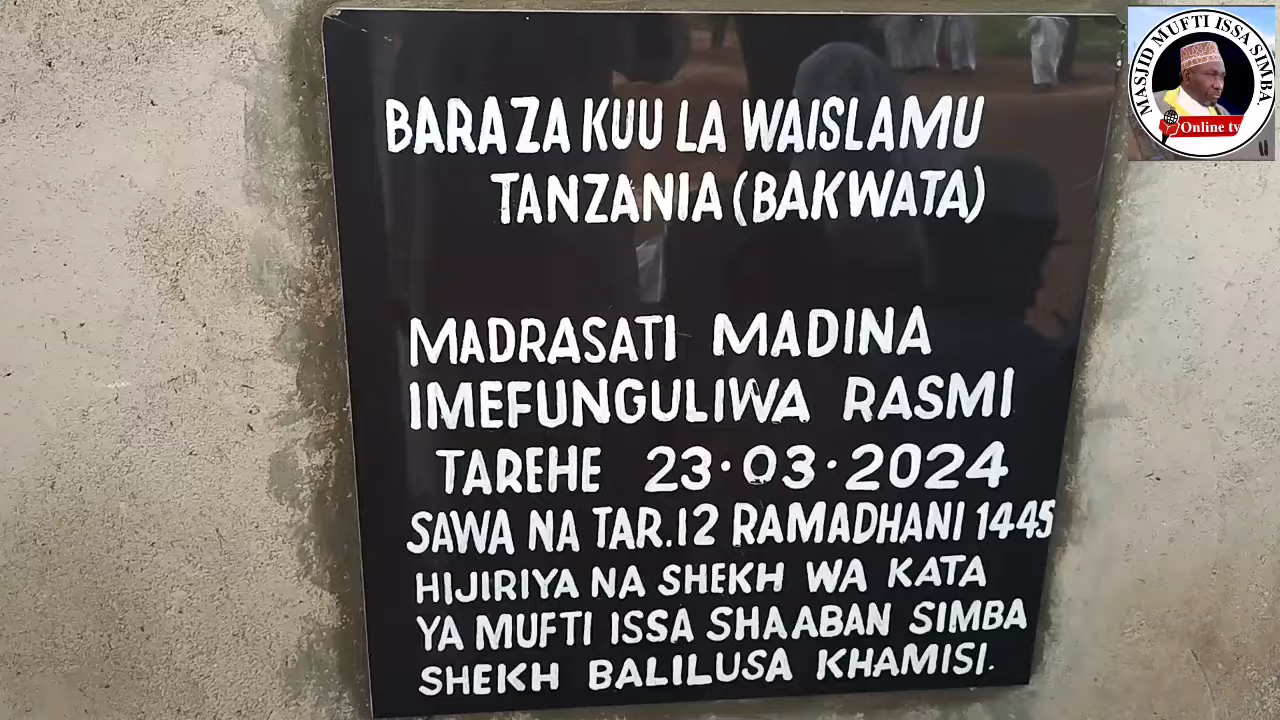 BARAZA KUU LA WAISLAMU
TANZANIA (BAKWATA)
MADRASATI MADINA
IMEFUNGULIWA RASMI
TAREHE 23·03·2024
SAWA NA TAR.12 RAMADHANI 1445
HIJIRIYA NA SHEKH WA KATA
YA MUFTI ISSA SHAABAN SIMBA
SHEKH BALILUSA KHAMISI.
MASJID MUFTI ISSA SIMBA.
Online tv